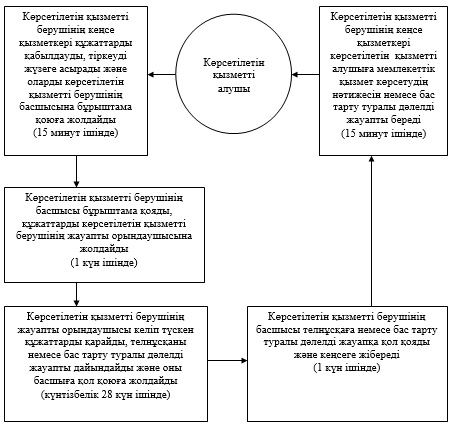 Көрсетілетін қызметті
берушінің кеңсе
қызметкері құжаттарды
қабылдауды, тіркеуді
жүзеге асырады және
оларды көрсетілетін
қызметті берушінің
басшысына бұрыштама
қоюға жолдайды
(15 минут ішінде)
Көрсетілетін
қызметті
алушы
Көрсетілетін қызметті
берушінің кеңсе
қызметкері
көрсетілетін қызметті
алушыға мемлекеттік
қызмет көрсетудің
нәтижесін немесе бас
тарту туралы дәлелді
жауапты береді
(15 минут ішінде)
Көрсетілетін қызметті берушінің
басшысы бұрыштама қояды,
құжаттарды көрсетілетін қызметті
берушінің жауапты орындаушысына
жолдайды
(1 күн ішінде)
Көрсетілетін қызметті берушінің
жауапты орындаушысы келіп түскен
құжаттарды қарайды, телнұсқаны
немесе бас тарту туралы дәлелді
жауапты дайындайды және оны
басшыға қол қоюға жолдайды
(күнтізбелік 28 күн ішінде)
Көрсетілетін қызметті берушінің
басшысы телнұсқаға немесе бас тарту
туралы дәлелді жауапқа қол қояды
және кеңсеге жібереді
(1 күн ішінде)